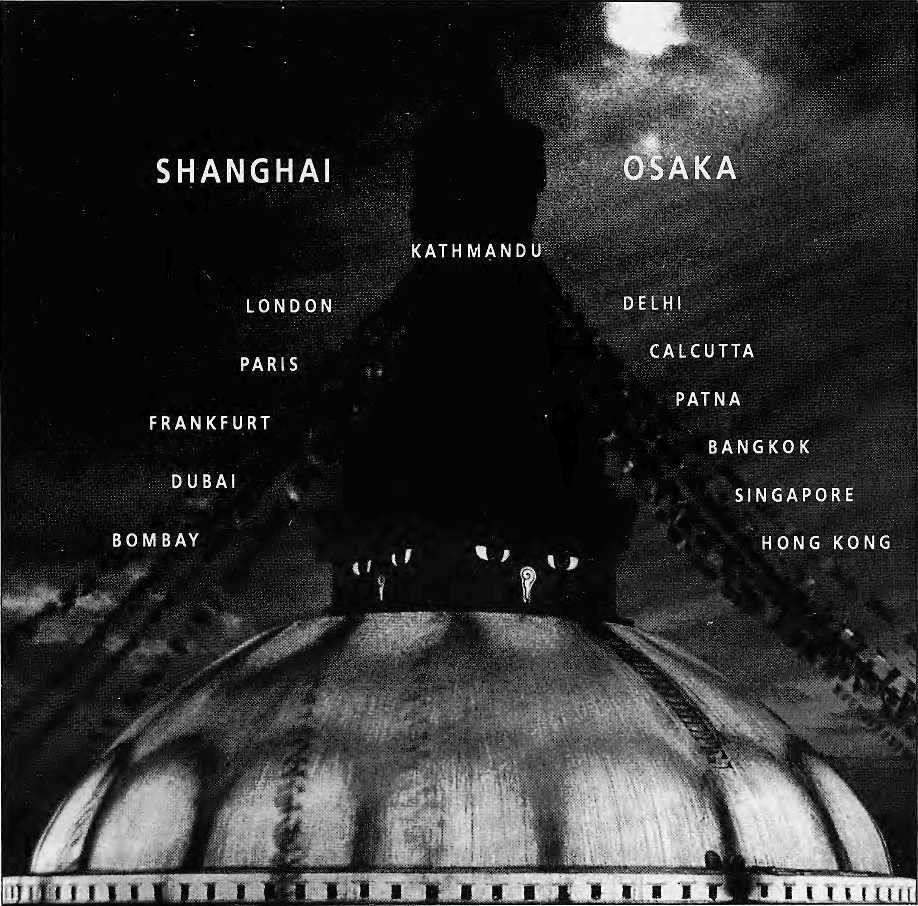 SHANGHAI
OSAKA
KATHMANDU
LONDON
PARIS
FRANKFURT
DUBAI
BOMBAY
DELHI
CALCUTTA
PATNA
BANGKOK
SINGAPORE
HONG KONG